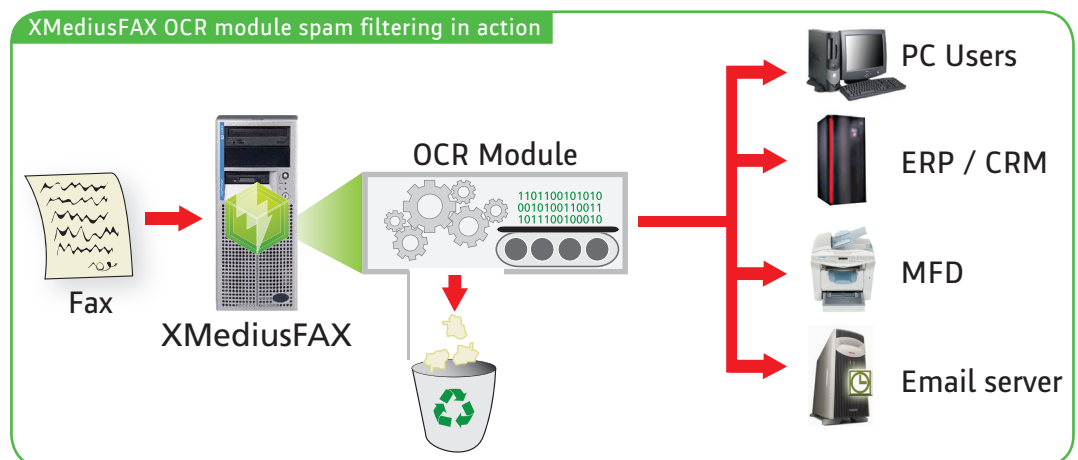 XMediusFAX OCR module spam filtering in action
PC Users
OCR Module
1101100101010
0010100110011
1011100100010
ERP / CRM
Fax
XMediusFAX
MFD
Email server